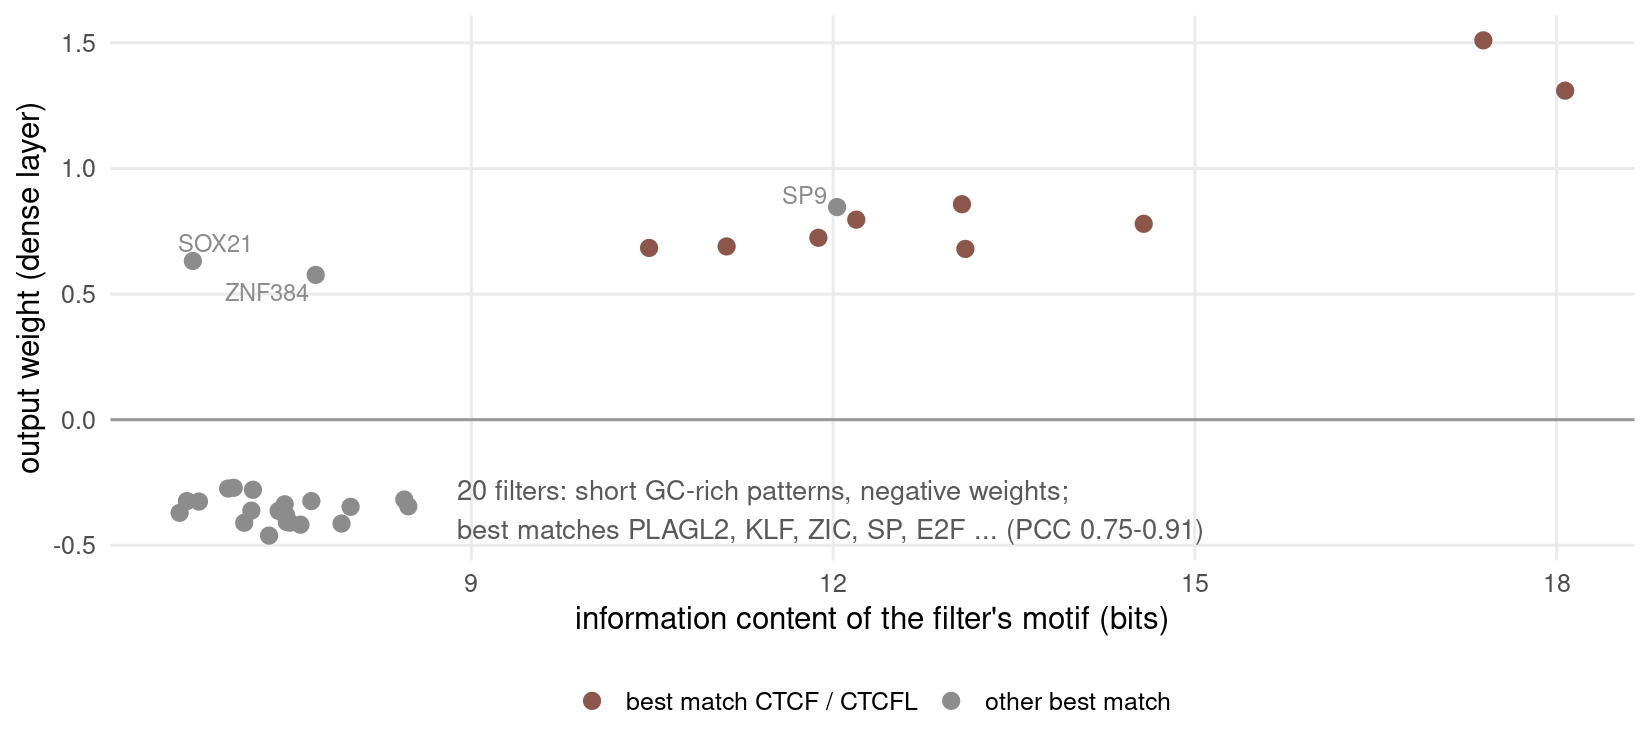 1.5
1.0
0.5
0.0
-0.5
output weight (dense layer)
SP9
SOX21
ZNF384
20 filters: short GC-rich patterns, negative weights;
best matches PLAGL2, KLF, ZIC, SP, E2F ... (PCC 0.75-0.91)
9
12
15
18
information content of the filter's motif (bits)
best match CTCF / CTCFL
other best match